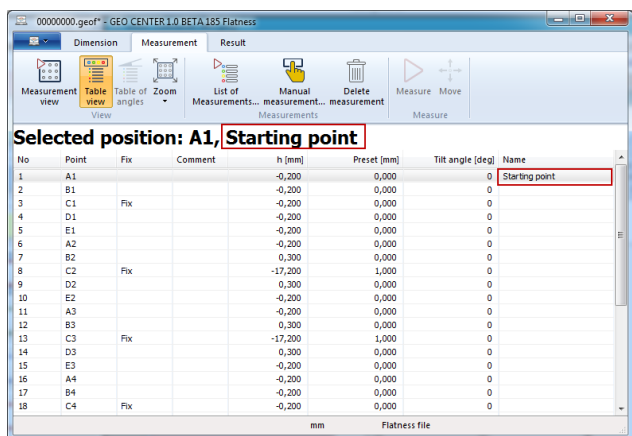 00000000.geof* - GEO CENTER 1.0 BETA 185 Flatness
Dimension Measurement Result
Measurement view Table view Table of angles Zoom List of Measurements... Manual measurement... Delete measurement Measure Move
View Measurements Measure
Selected position: A1, Starting point
No Point Fix Comment h [mm] Preset [mm] Tilt angle [deg] Name
1 A1 -0,200 0,000 0 Starting point
2 B1 -0,200 0,000 0
3 C1 Fix -0,200 0,000 0
4 D1 -0,200 0,000 0
5 E1 -0,200 0,000 0
6 A2 -0,200 0,000 0
7 B2 0,300 0,000 0
8 C2 Fix -17,200 1,000 0
9 D2 0,300 0,000 0
10 E2 -0,200 0,000 0
11 A3 -0,200 0,000 0
12 B3 0,300 0,000 0
13 C3 Fix -17,200 1,000 0
14 D3 0,300 0,000 0
15 E3 -0,200 0,000 0
16 A4 -0,200 0,000 0
17 B4 -0,200 0,000 0
18 C4 Fix -0,200 0,000 0
mm Flatness file